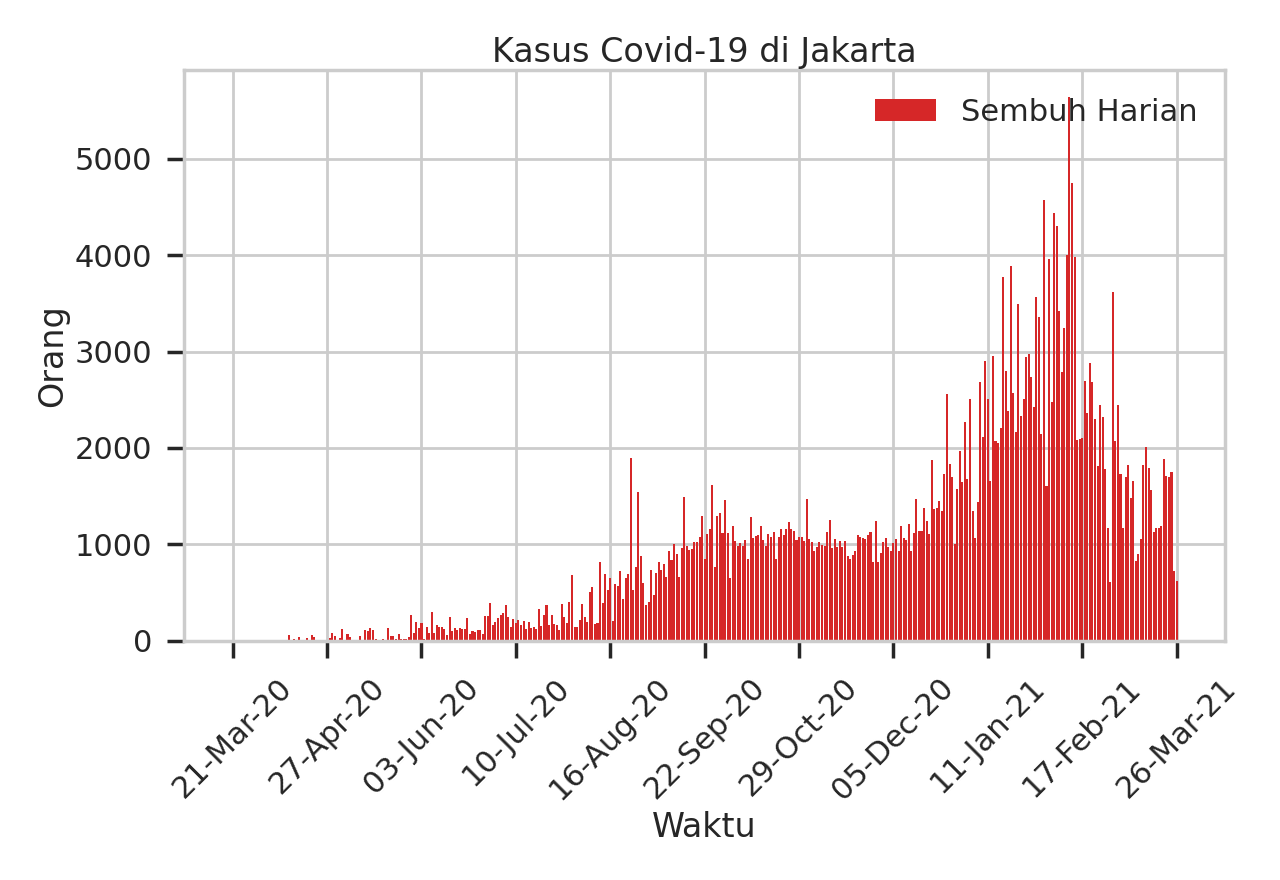 Kasus Covid-19 di Jakarta
Sembuh Harian
Orang
5000
4000
3000
2000
1000
0
21-Mar-20
27-Apr-20
03-Jun-20
10-Jul-20
16-Aug-20
22-Sep-20
29-Oct-20
05-Dec-20
11-Jan-21
17-Feb-21
26-Mar-21
Waktu